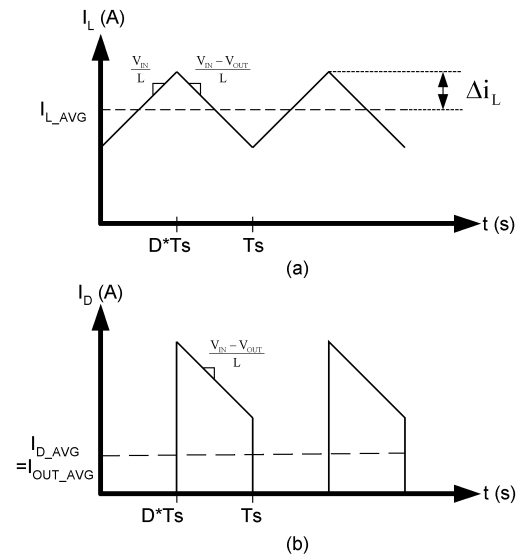 I_L (A)
V_IN/L
V_IN − V_OUT/L
I_L_AVG
Δi_L
D*Ts
Ts
t (s)
(a)
I_D (A)
V_IN − V_OUT/L
I_D_AVG
=I_OUT_AVG
D*Ts
Ts
t (s)
(b)